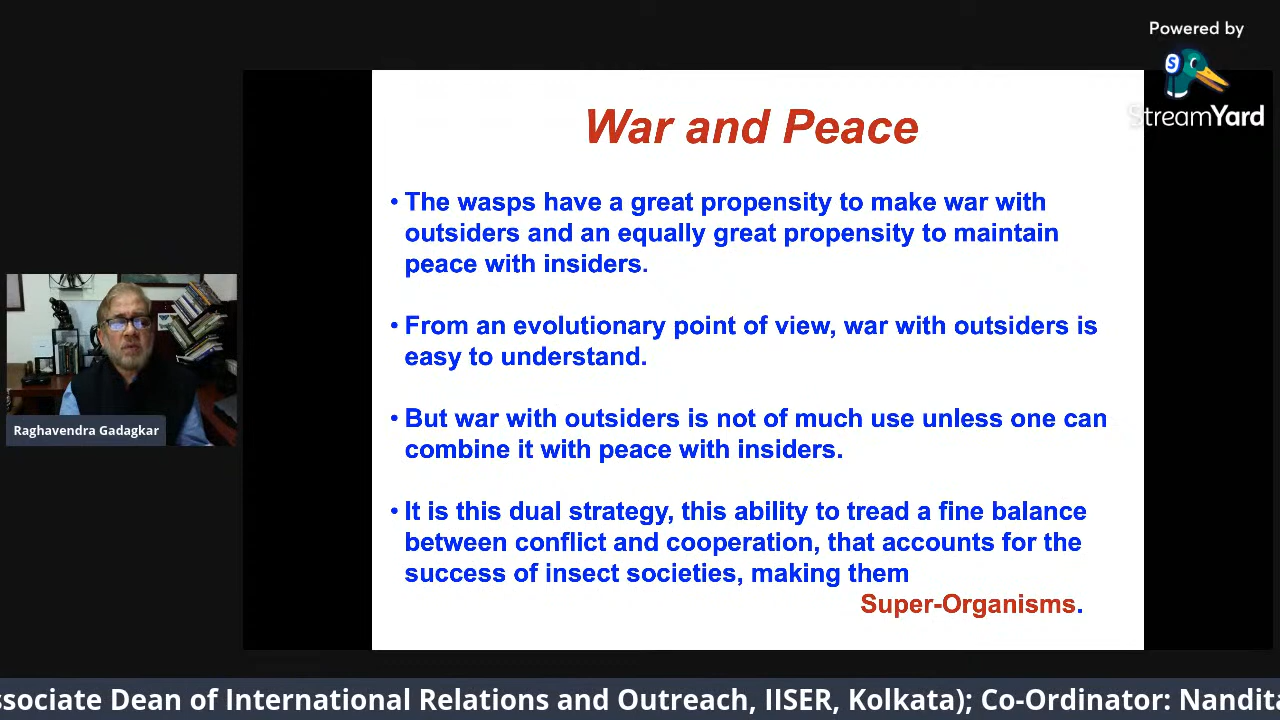 Powered by
S
StreamYard
War and Peace
• The wasps have a great propensity to make war with
outsiders and an equally great propensity to maintain
peace with insiders.
• From an evolutionary point of view, war with outsiders is
easy to understand.
• But war with outsiders is not of much use unless one can
combine it with peace with insiders.
• It is this dual strategy, this ability to tread a fine balance
between conflict and cooperation, that accounts for the
success of insect societies, making them
Super-Organisms.
Raghavendra Gadagkar
ssociate Dean of International Relations and Outreach, IISER, Kolkata); Co-Ordinator: Nandita